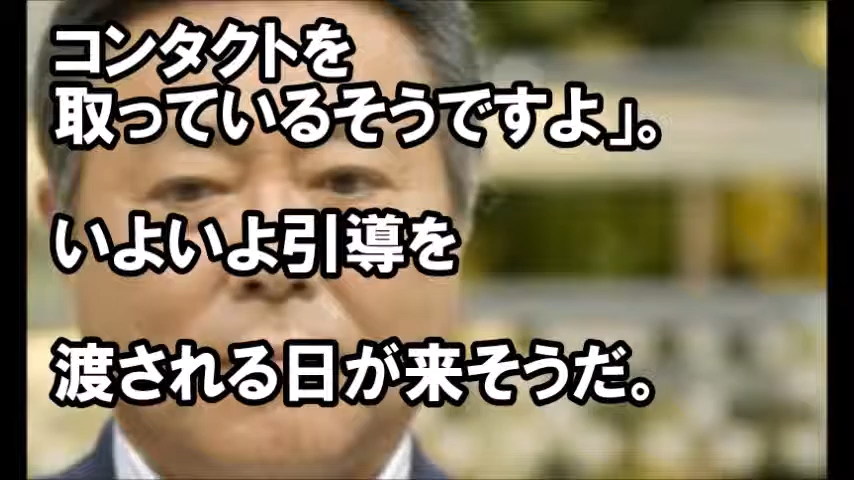 コンタクトを
取っているそうですよ」。
いよいよ引導を
渡される日が来そうだ。